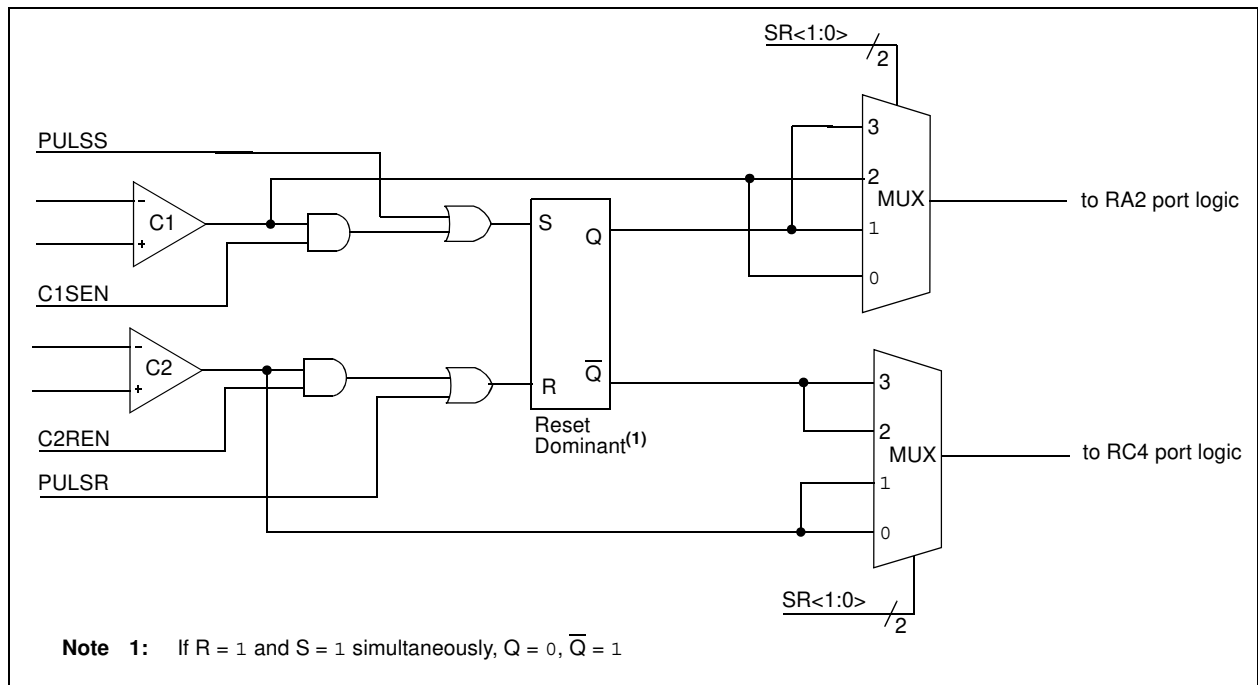 SR<1:0>
2
PULSS
3
2
MUX
to RA2 port logic
-
C1
+
S
Q
1
0
C1SEN
-
C2
+
Q̅
R
3
C2REN
Reset
Dominant(1)
2
MUX
to RC4 port logic
PULSR
1
0
SR<1:0>
2
Note 1: If R = 1 and S = 1 simultaneously, Q = 0, Q̅ = 1